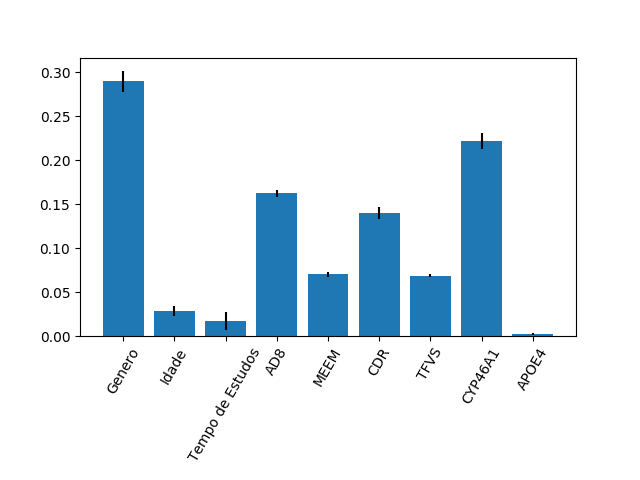 0.30
0.25
0.20
0.15
0.10
0.05
0.00
Genero
Idade
Tempo de Estudos
AD8
MEEM
CDR
TFVS
CYP46A1
APOE4